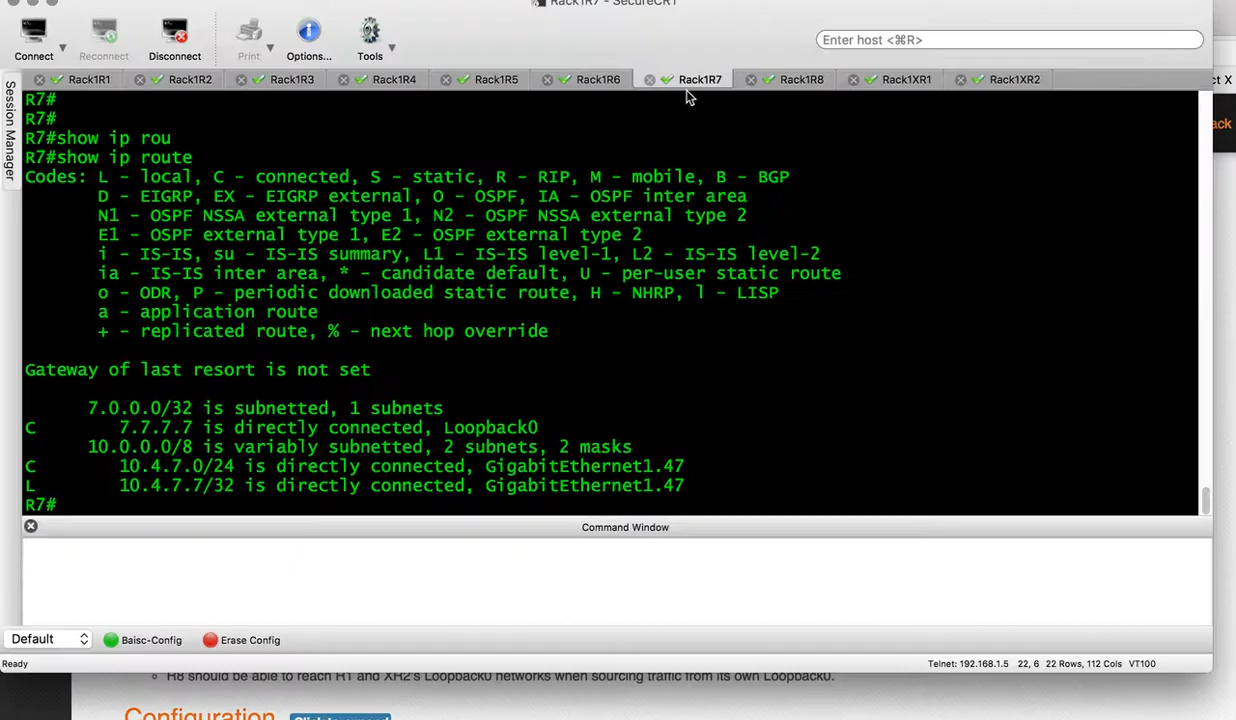 Rack1R7 - SecureCRT
Connect Reconnect Disconnect Print Options... Tools
Enter host <⌘R>
Rack1R1 Rack1R2 Rack1R3 Rack1R4 Rack1R5 Rack1R6 Rack1R7 Rack1R8 Rack1XR1 Rack1XR2
ct X
ack
Session Manager
R7#
R7#
R7#show ip rou
R7#show ip route
Codes: L - local, C - connected, S - static, R - RIP, M - mobile, B - BGP
D - EIGRP, EX - EIGRP external, O - OSPF, IA - OSPF inter area
N1 - OSPF NSSA external type 1, N2 - OSPF NSSA external type 2
E1 - OSPF external type 1, E2 - OSPF external type 2
i - IS-IS, su - IS-IS summary, L1 - IS-IS level-1, L2 - IS-IS level-2
ia - IS-IS inter area, * - candidate default, U - per-user static route
o - ODR, P - periodic downloaded static route, H - NHRP, l - LISP
a - application route
+ - replicated route, % - next hop override
Gateway of last resort is not set
7.0.0.0/32 is subnetted, 1 subnets
C 7.7.7.7 is directly connected, Loopback0
10.0.0.0/8 is variably subnetted, 2 subnets, 2 masks
C 10.4.7.0/24 is directly connected, GigabitEthernet1.47
L 10.4.7.7/32 is directly connected, GigabitEthernet1.47
R7#
Command Window
Default Baisc-Config Erase Config
Ready Telnet: 192.168.1.5 22, 6 22 Rows, 112 Cols VT100
R8 should be able to reach R1 and XR2's Loopback0 networks when sourcing traffic from its own Loopback0.
Configuration